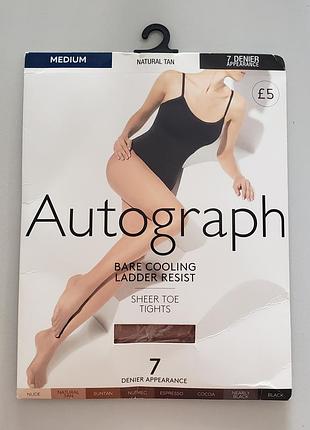 MEDIUM
NATURAL TAN
7 DENIER
APPEARANCE
£5
Autograph
BARE COOLING
LADDER RESIST
SHEER TOE
TIGHTS
7
DENIER APPEARANCE
NUDE
NATURAL
TAN
SUNTAN
NUTMEG
ESPRESSO
COCOA
NEARLY
BLACK
BLACK